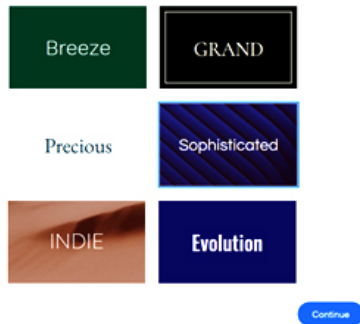 Breeze
GRAND
Precious
Sophisticated
INDIE
Evolution
Continue